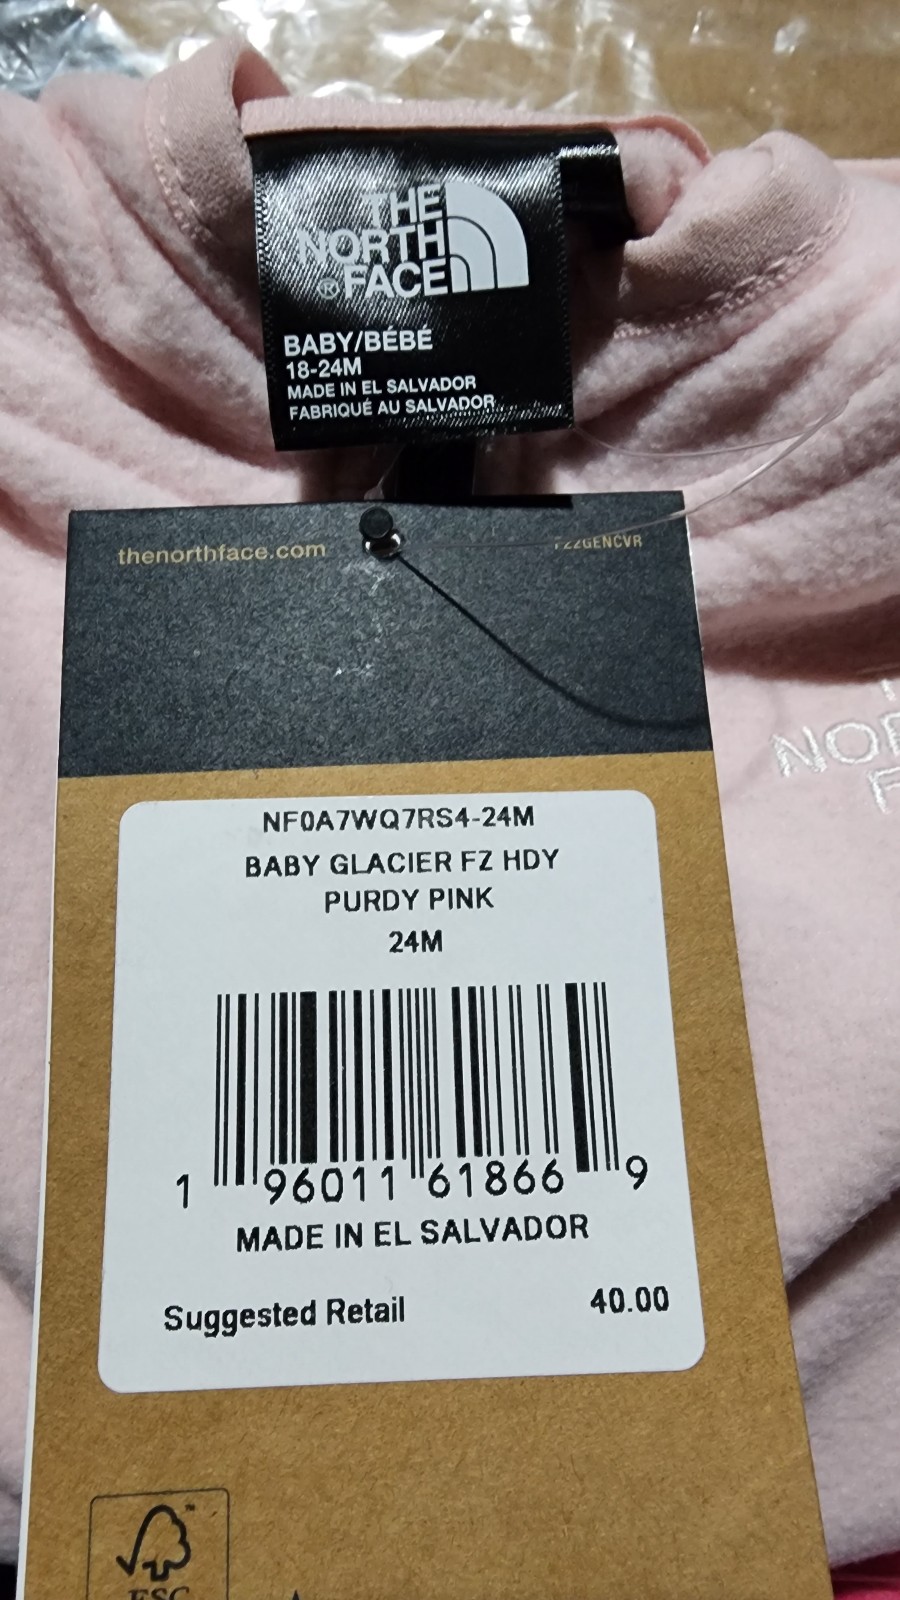 THE
NORTH
®FACE
BABY/BÉBÉ
18-24M
MADE IN EL SALVADOR
FABRIQUÉ AU SALVADOR
thenorthface.com
NF0A7WQ7RS4-24M
BABY GLACIER FZ HDY
PURDY PINK
24M
1 96011 61866 9
MADE IN EL SALVADOR
Suggested Retail 40.00
FSC